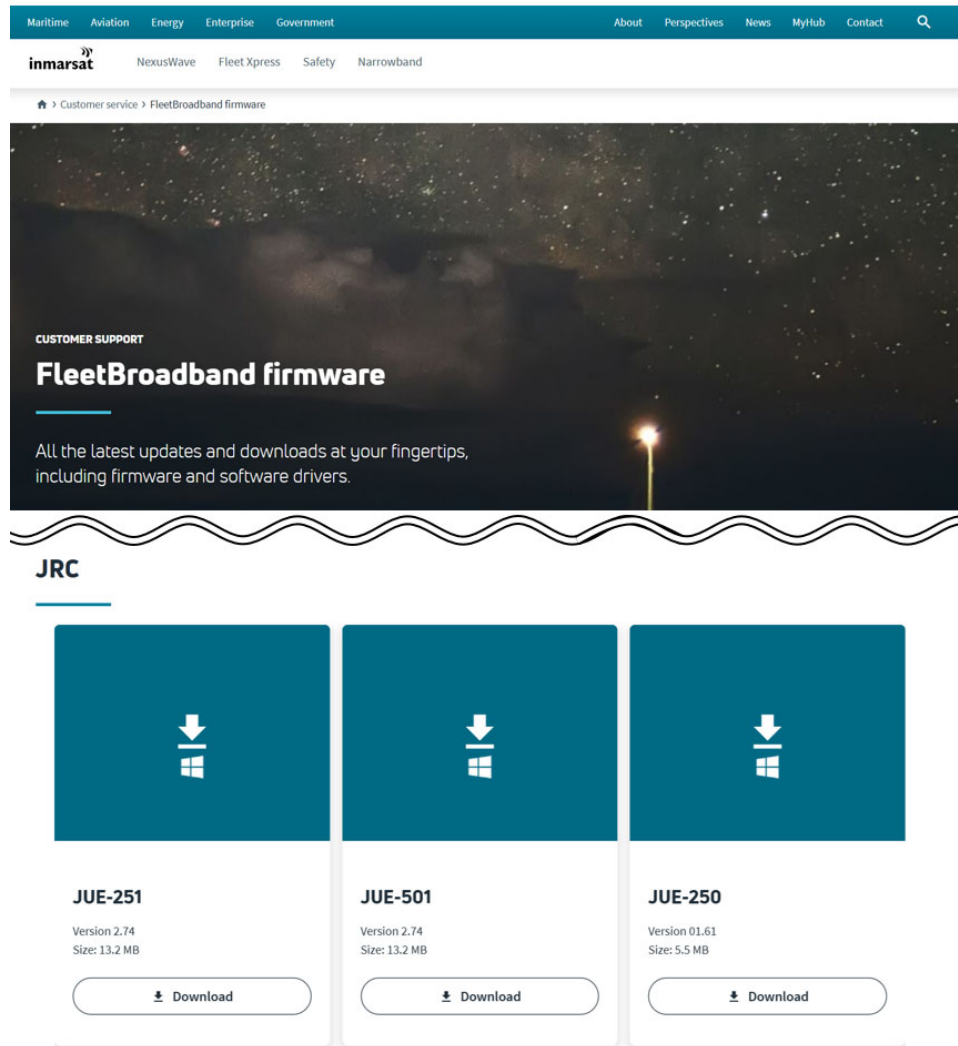 Maritime Aviation Energy Enterprise Government About Perspectives News MyHub Contact
inmarsat NexusWave Fleet Xpress Safety Narrowband
> Customer service > FleetBroadband firmware
CUSTOMER SUPPORT
FleetBroadband firmware
All the latest updates and downloads at your fingertips,
including firmware and software drivers.
JRC
JUE-251
Version 2.74
Size: 13.2 MB
Download
JUE-501
Version 2.74
Size: 13.2 MB
Download
JUE-250
Version 01.61
Size: 5.5 MB
Download